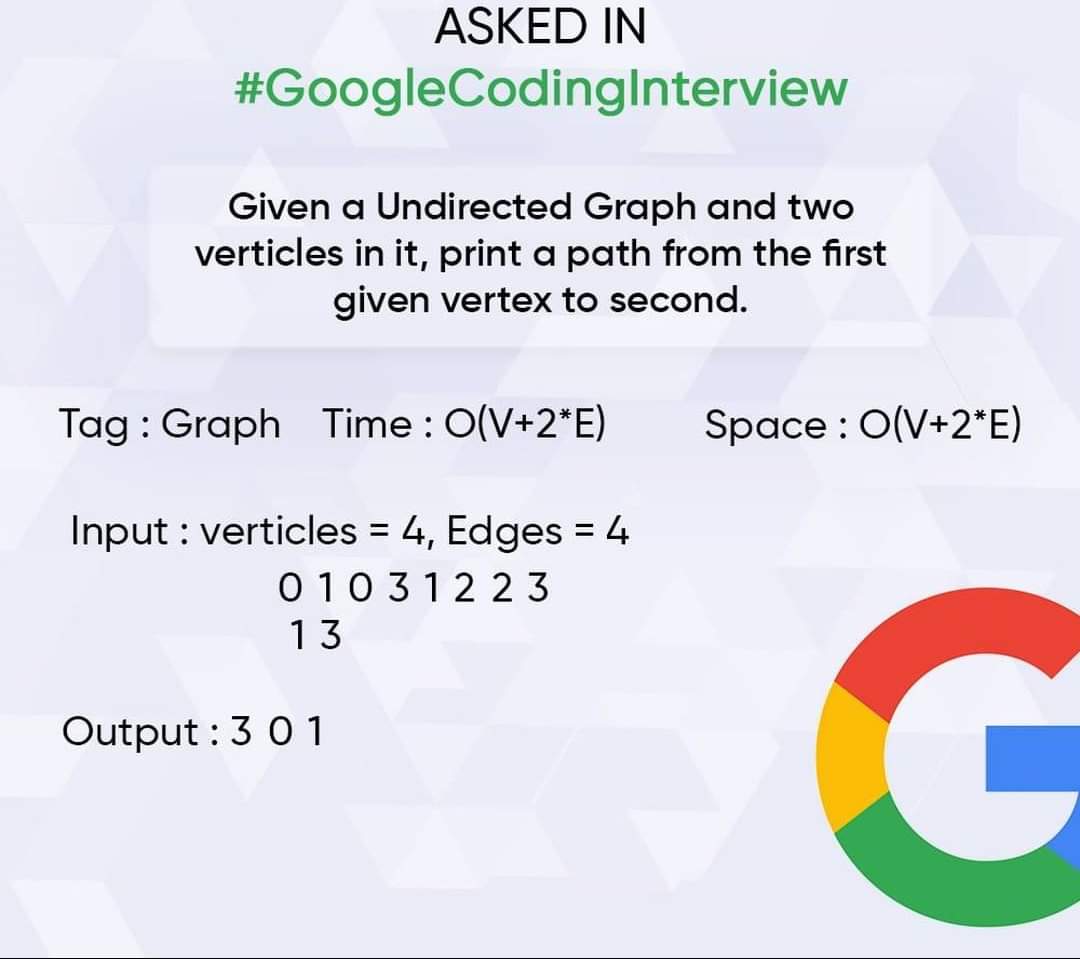 ASKED IN
#GoogleCodingInterview
Given a Undirected Graph and two
verticles in it, print a path from the first
given vertex to second.
Tag : Graph Time : O(V+2*E) Space : O(V+2*E)
Input : verticles = 4, Edges = 4
0 1 0 3 1 2 2 3
1 3
Output : 3 0 1